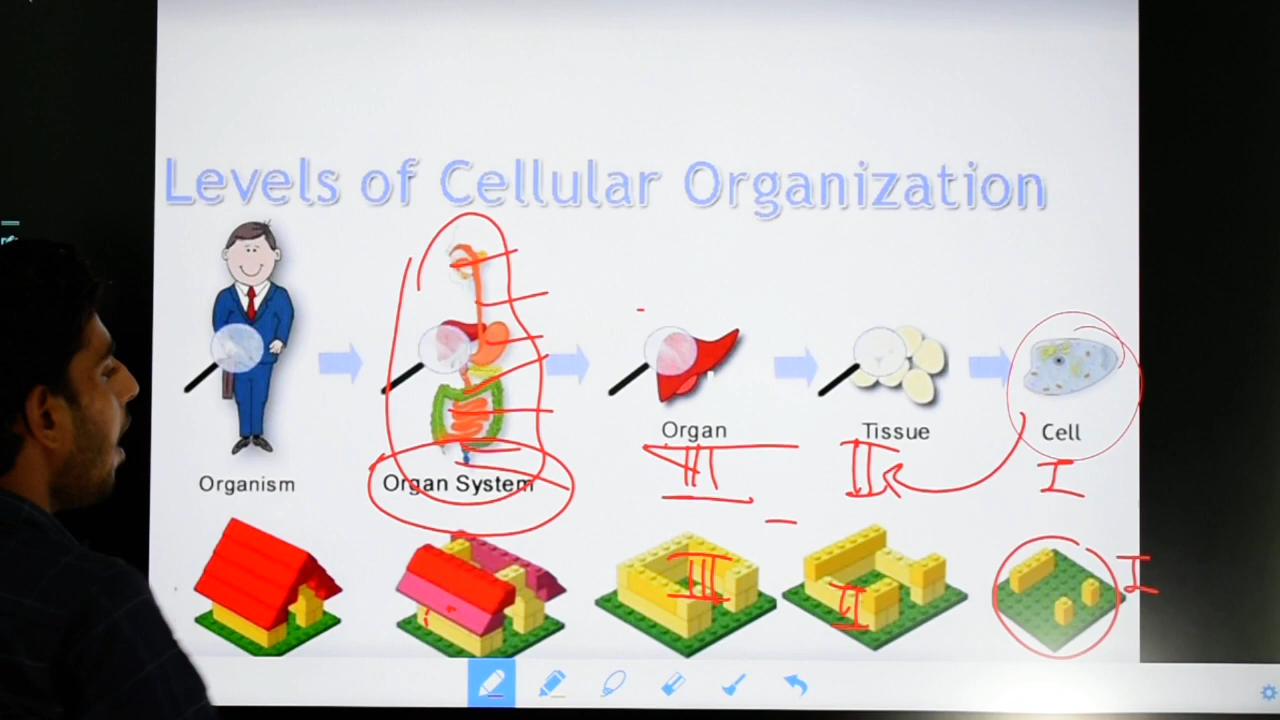 Levels of Cellular Organization
Organ Tissue Cell
Organism Organ System
III II I
III II I